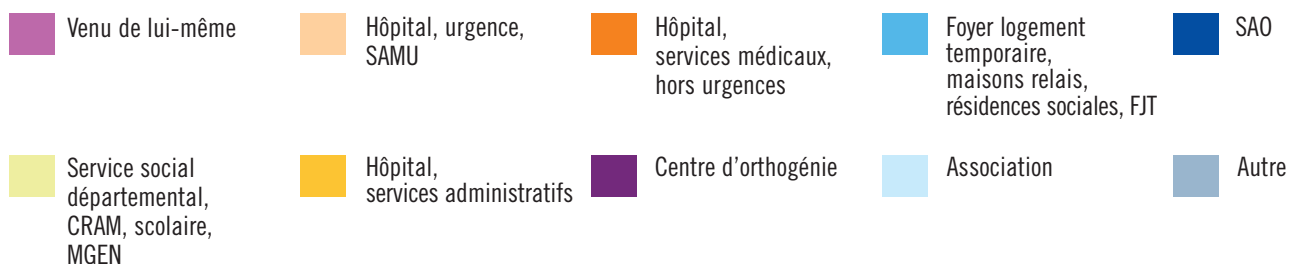 Venu de lui-même
Hôpital, urgence,
SAMU
Hôpital,
services médicaux,
hors urgences
Foyer logement
temporaire,
maisons relais,
résidences sociales, FJT
SAO
Service social
départemental,
CRAM, scolaire,
MGEN
Hôpital,
services administratifs
Centre d'orthogénie
Association
Autre